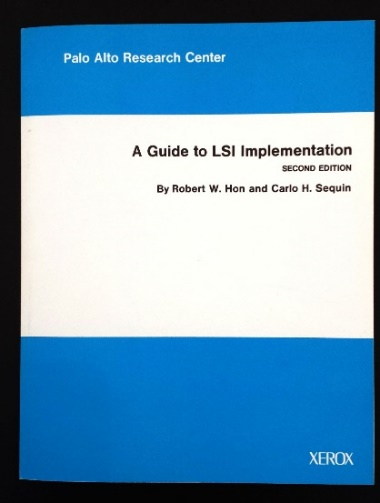 Palo Alto Research Center
A Guide to LSI Implementation
SECOND EDITION
By Robert W. Hon and Carlo H. Sequin
XEROX